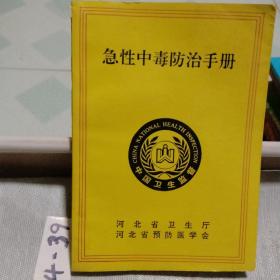 急性中毒防治手册
CHINA NATIONAL HEALTH INSPECTION
中国卫生监督
河北省卫生厅
河北省预防医学会
4-39